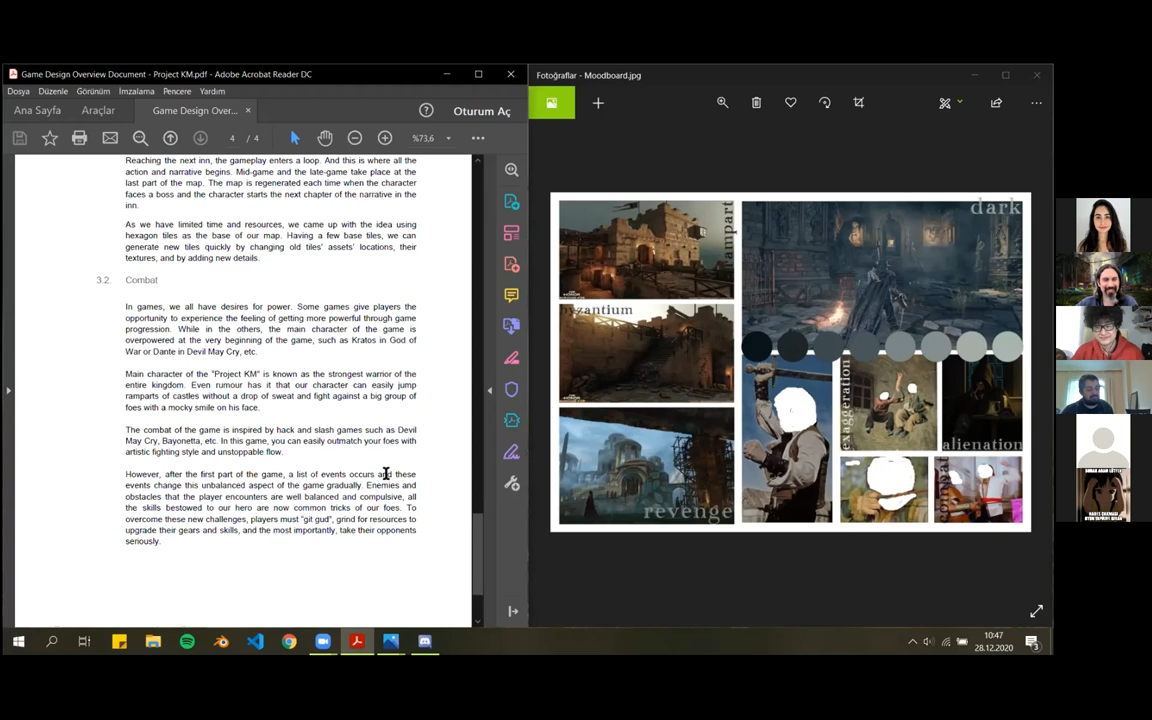 Game Design Overview Document - Project KM.pdf - Adobe Acrobat Reader DC
Dosya Düzenle Görünüm İmzalama Pencere Yardım
Ana Sayfa Araçlar Game Design Over... × Oturum Aç
4 / 4 %73,6
Reaching the next inn, the gameplay enters a loop. And this is where all the
action and narrative begins. Mid-game and the late-game take place at the
last part of the map. The map is regenerated each time when the character
faces a boss and the character starts the next chapter of the narrative in the
inn.
As we have limited time and resources, we came up with the idea using
hexagon tiles as the base of our map. Having a few base tiles, we can
generate new tiles quickly by changing old tiles' assets' locations, their
textures, and by adding new details.
3.2. Combat
In games, we all have desires for power. Some games give players the
opportunity to experience the feeling of getting more powerful through game
progression. While in the others, the main character of the game is
overpowered at the very beginning of the game, such as Kratos in God of
War or Dante in Devil May Cry, etc.
Main character of the "Project KM" is known as the strongest warrior of the
entire kingdom. Even rumour has it that our character can easily jump
ramparts of castles without a drop of sweat and fight against a big group of
foes with a mocky smile on his face.
The combat of the game is inspired by hack and slash games such as Devil
May Cry, Bayonetta, etc. In this game, you can easily outmatch your foes with
artistic fighting style and unstoppable flow.
However, after the first part of the game, a list of events occurs and these
events change this unbalanced aspect of the game gradually. Enemies and
obstacles that the player encounters are well balanced and compulsive, all
the skills bestowed to our hero are now common tricks of our foes. To
overcome these new challenges, players must "git gud", grind for resources to
upgrade their gears and skills, and the most importantly, take their opponents
seriously.
Fotoğraflar - Moodboard.jpg
rampart
dark
byzantium
exaggeration
alienation
revenge
combat
10:47
28.12.2020
3